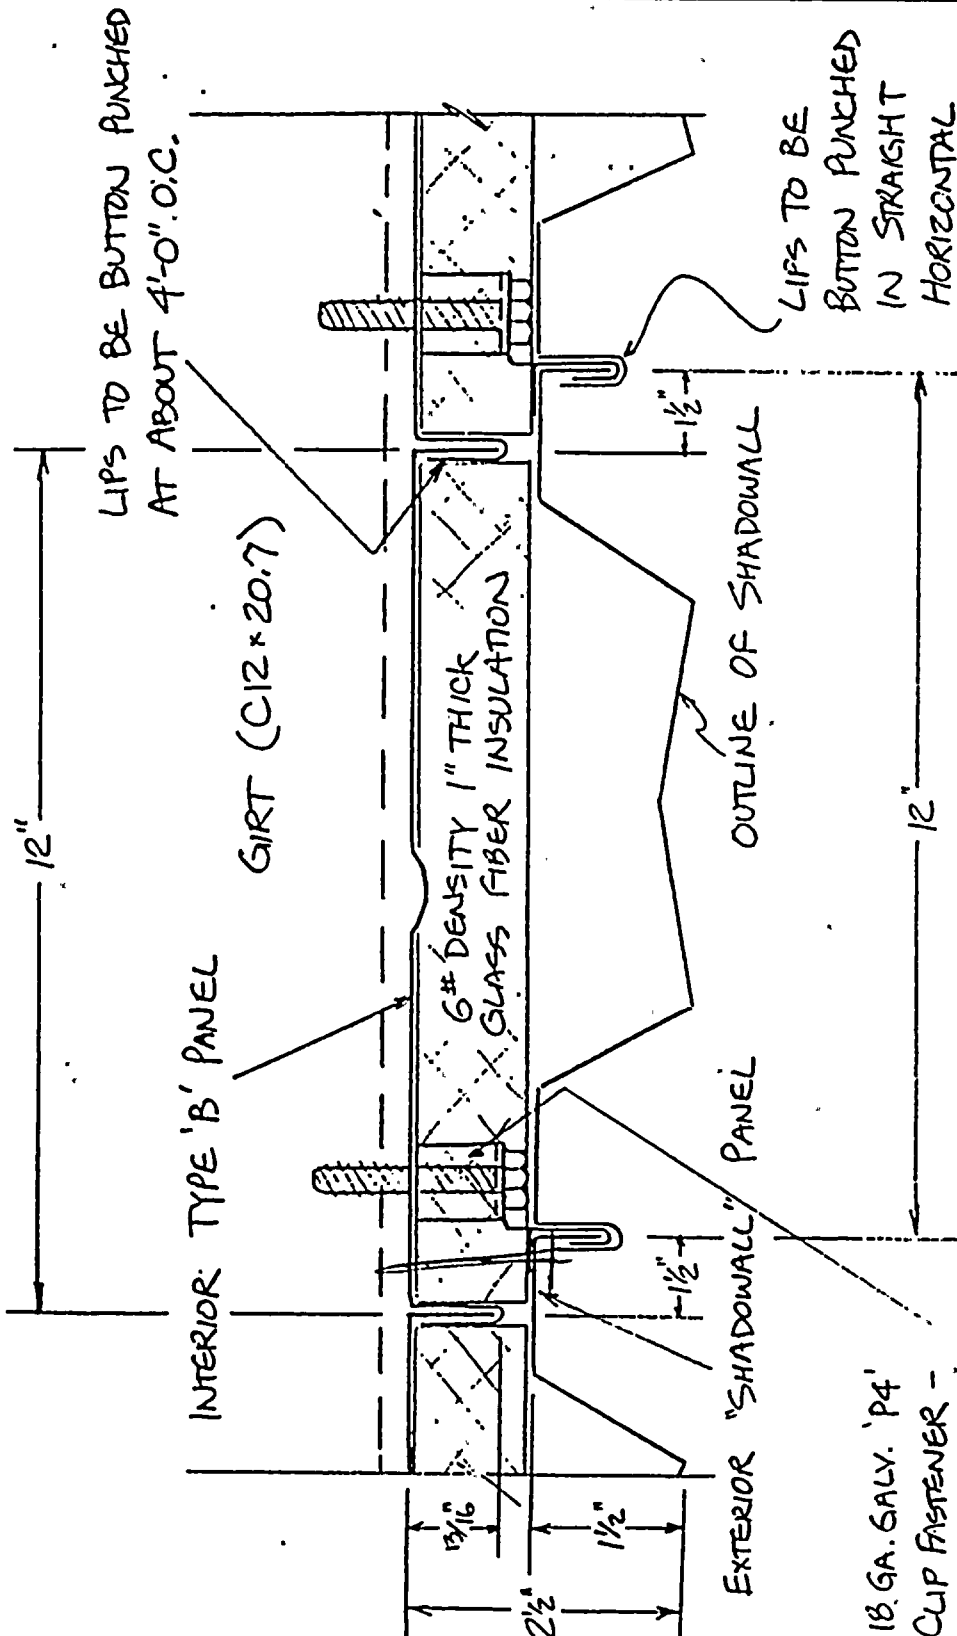 LIPS TO BE BUTTON PUNCHED
AT ABOUT 4'-0" O.C.
12"
GIRT (C12×20.7)
INTERIOR TYPE 'B' PANEL
6# DENSITY 1" THICK
GLASS FIBER INSULATION
13/16"
2½"
1½"
1½"
1½"
EXTERIOR "SHADOWALL" PANEL
OUTLINE OF SHADOWALL
LIPS TO BE
BUTTON PUNCHED
IN STRAIGHT
HORIZONTAL
18.GA. GALV. 'P4'
CLIP FASTENER -
12"